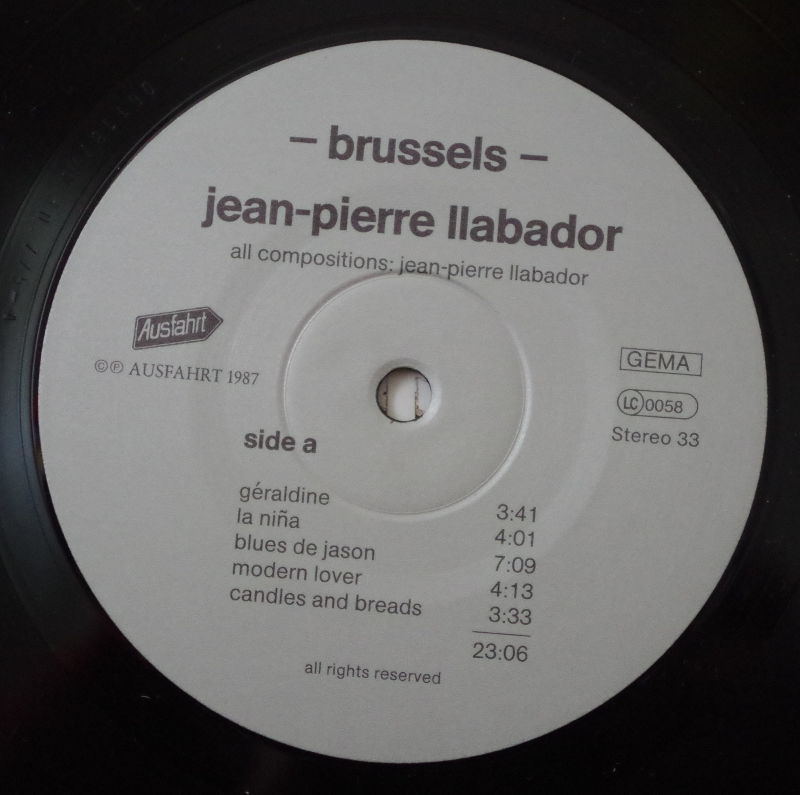 – brussels –
jean-pierre llabador
all compositions: jean-pierre llabador
Ausfahrt
©℗ AUSFAHRT 1987
GEMA
LC 0058
Stereo 33
side a
géraldine 3:41
la niña 4:01
blues de jason 7:09
modern lover 4:13
candles and breads 3:33
23:06
all rights reserved